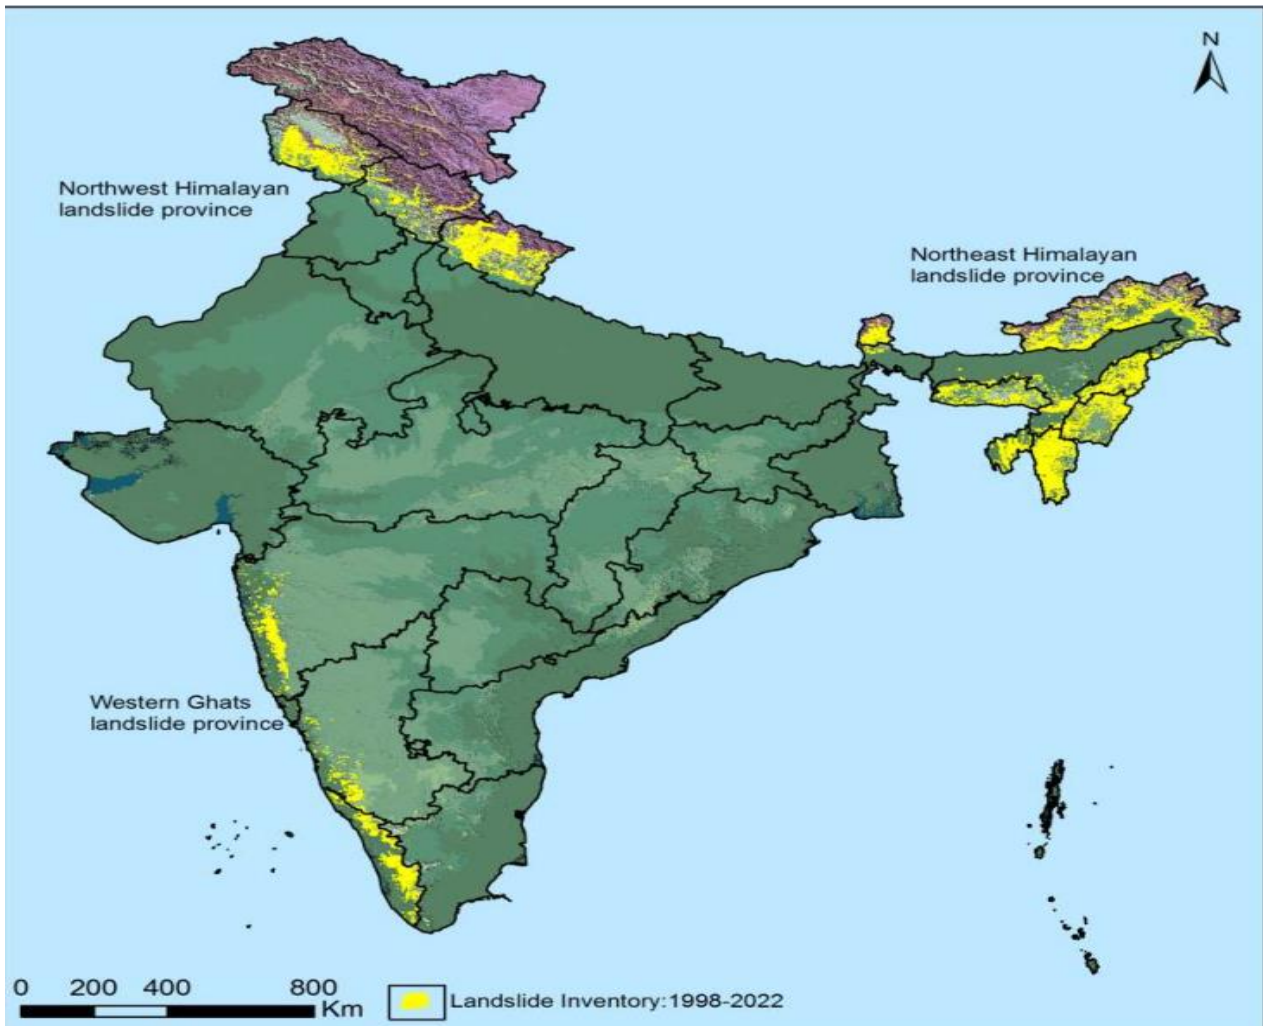 N
Northwest Himalayan
landslide province
Northeast Himalayan
landslide province
Western Ghats
landslide province
0 200 400 800
Km
Landslide Inventory:1998-2022